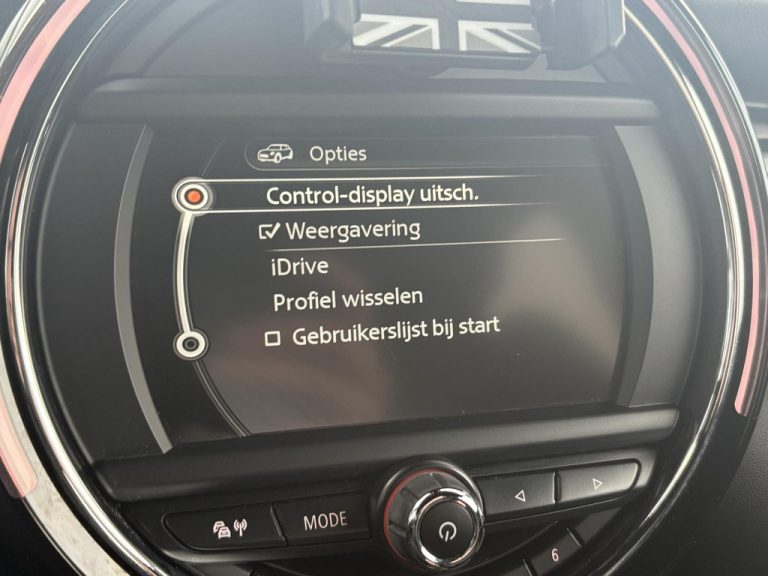 Opties
Control-display uitsch.
Weergavering
iDrive
Profiel wisselen
Gebruikerslijst bij start
MODE
6